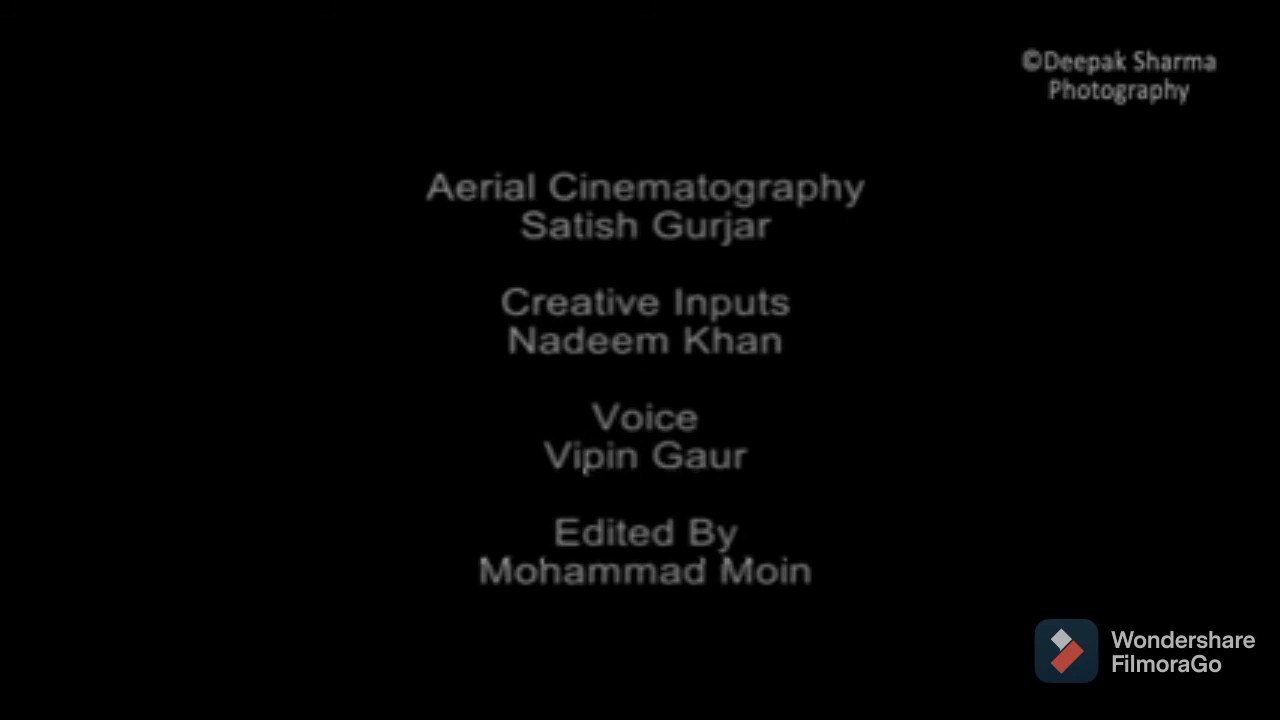 ©Deepak Sharma
Photography
Aerial Cinematography
Satish Gurjar
Creative Inputs
Nadeem Khan
Voice
Vipin Gaur
Edited By
Mohammad Moin
Wondershare
FilmoraGo